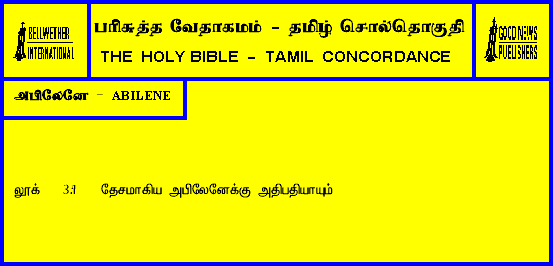 BELLWETHER
INTERNATIONAL
பரிசுத்த வேதாகமம் - தமிழ் சொல்தொகுதி
THE HOLY BIBLE - TAMIL CONCORDANCE
GOOD NEWS
PUBLISHERS
அபிலேனே - ABILENE
லூக் 3:1 தேசமாகிய அபிலேனேக்கு அதிபதியாயும்